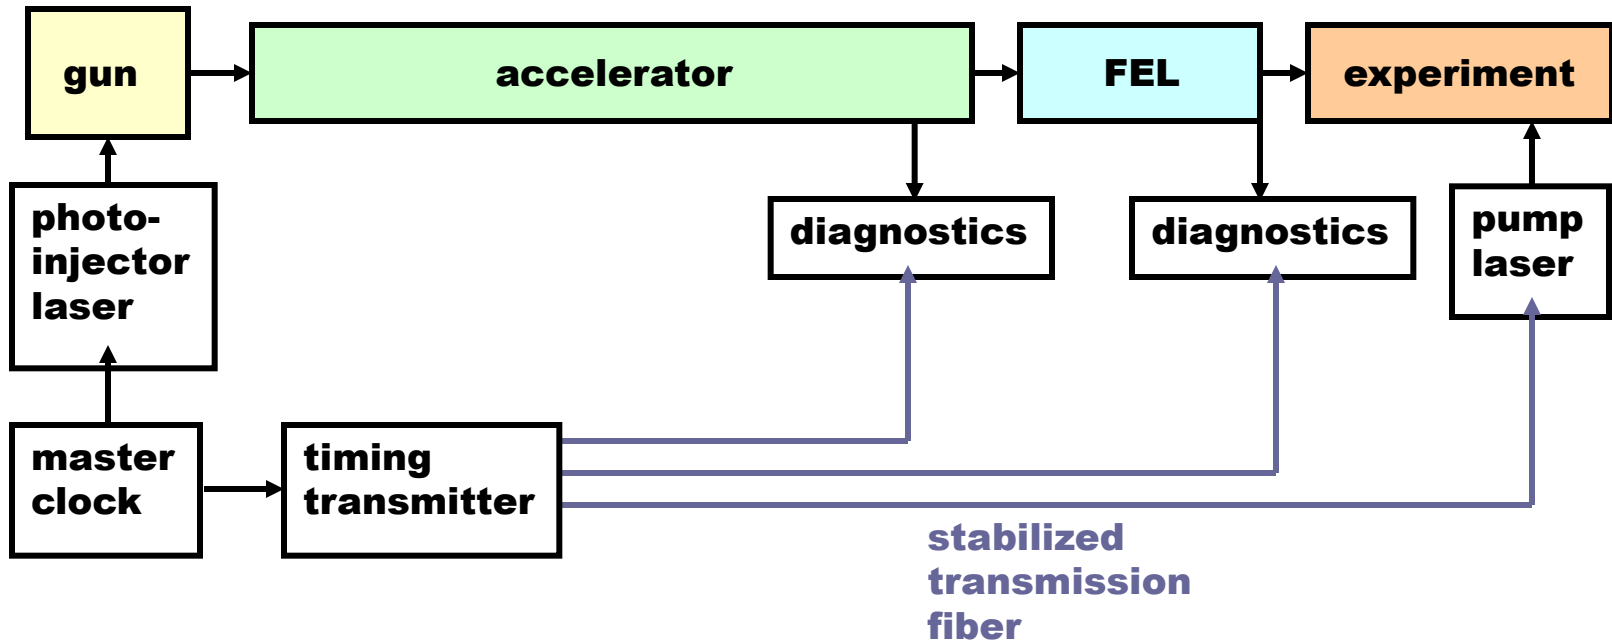 gun
accelerator
FEL
experiment
photo-
injector
laser
diagnostics
diagnostics
pump
laser
master
clock
timing
transmitter
stabilized
transmission
fiber